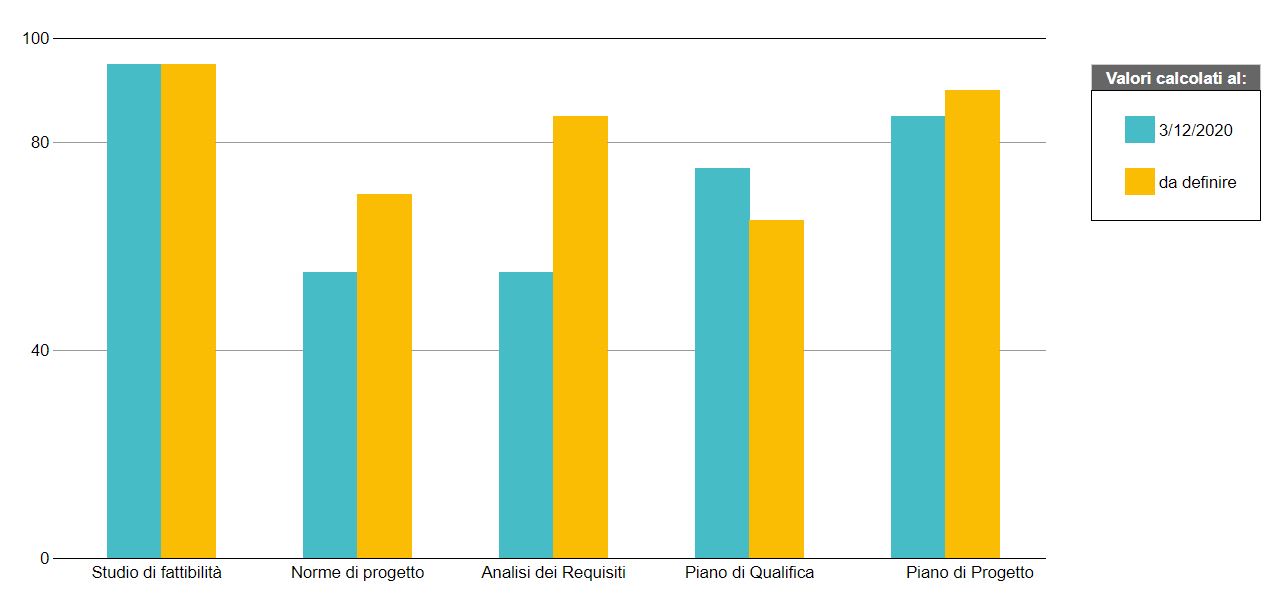 100
80
40
0
Studio di fattibilità
Norme di progetto
Analisi dei Requisiti
Piano di Qualifica
Piano di Progetto
Valori calcolati al:
3/12/2020
da definire